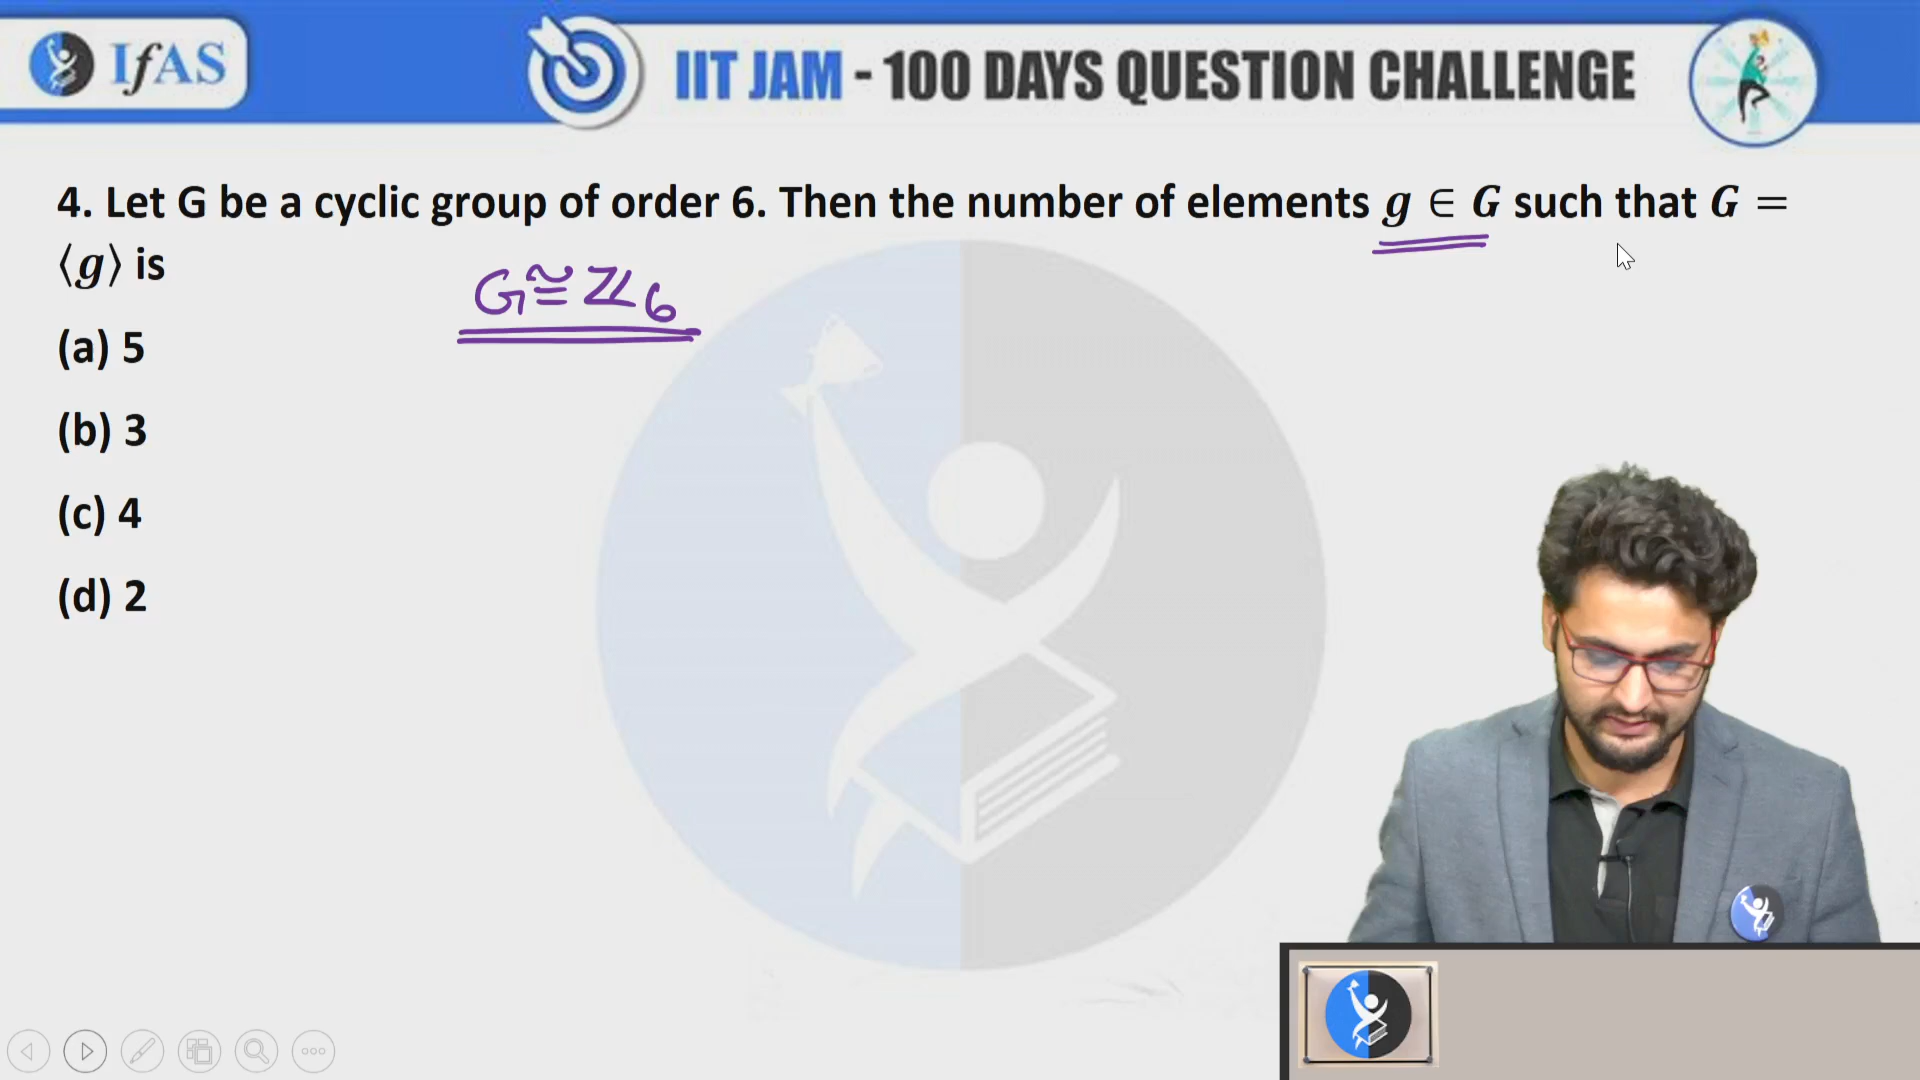 IfAS
IIT JAM - 100 DAYS QUESTION CHALLENGE
4. Let G be a cyclic group of order 6. Then the number of elements g ∈ G such that G =
⟨g⟩ is
G ≅ ℤ₆
(a) 5
(b) 3
(c) 4
(d) 2